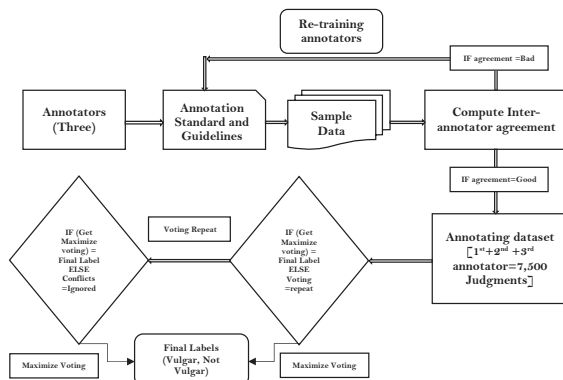 Re-training
annotators
IF agreement =Bad
Annotators
(Three)
Annotation
Standard and
Guidelines
Sample
Data
Compute Inter-
annotator agreement
IF agreement=Good
Annotating dataset
[1st+2nd +3rd
annotator=7,500
Judgments]
IF (Get
Maximize
voting) =
Final Label
ELSE
Voting
=repeat
Voting Repeat
IF (Get
Maximize
voting) =
Final Label
ELSE
Conflicts
=Ignored
Maximize Voting
Final Labels
(Vulgar, Not
Vulgar)
Maximize Voting